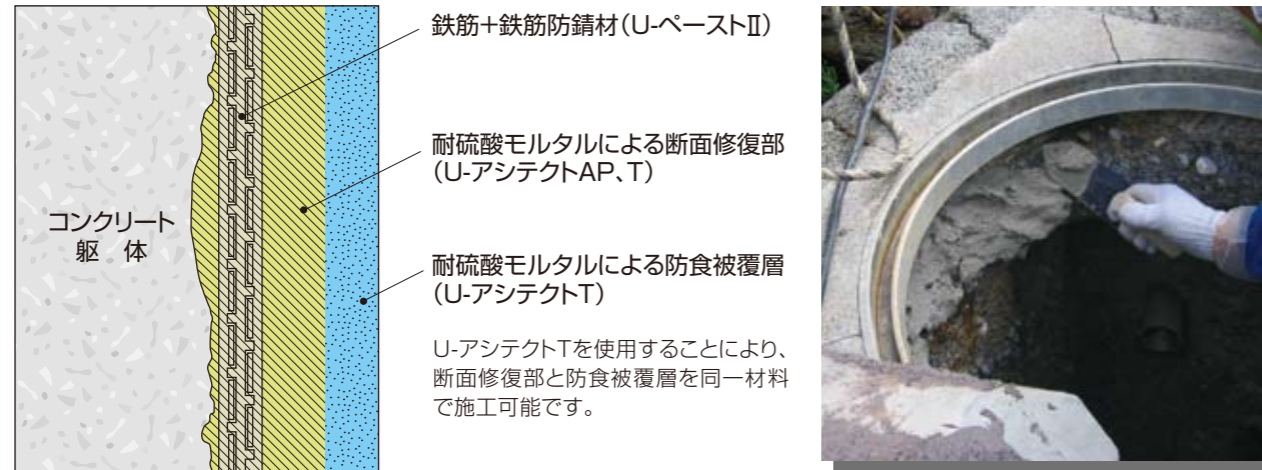 コンクリート
躯　体
鉄筋+鉄筋防錆材(U-ペーストⅡ)
耐硫酸モルタルによる断面修復部
(U-アシテクトAP、T)
耐硫酸モルタルによる防食被覆層
(U-アシテクトT)
U-アシテクトTを使用することにより、
断面修復部と防食被覆層を同一材料
で施工可能です。